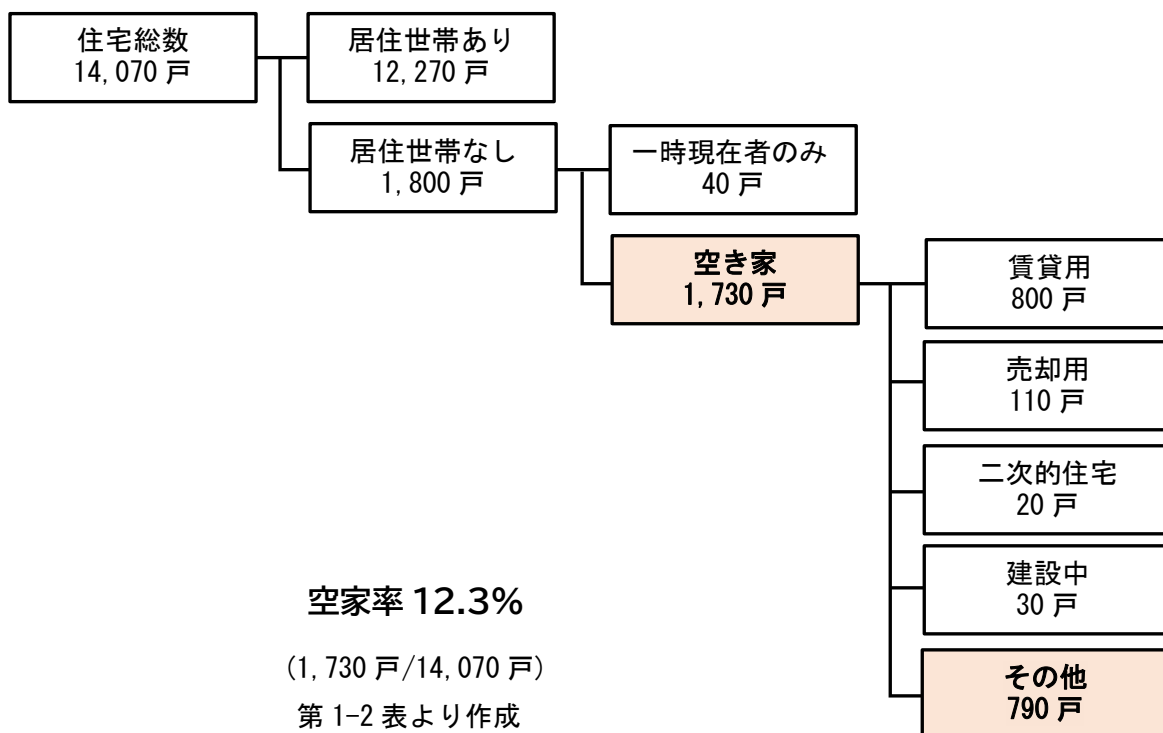 住宅総数
14,070 戸
居住世帯あり
12,270 戸
居住世帯なし
1,800 戸
一時現在者のみ
40 戸
空き家
1,730 戸
賃貸用
800 戸
売却用
110 戸
二次的住宅
20 戸
建設中
30 戸
その他
790 戸
空家率 12.3%
(1,730 戸/14,070 戸)
第 1-2 表より作成